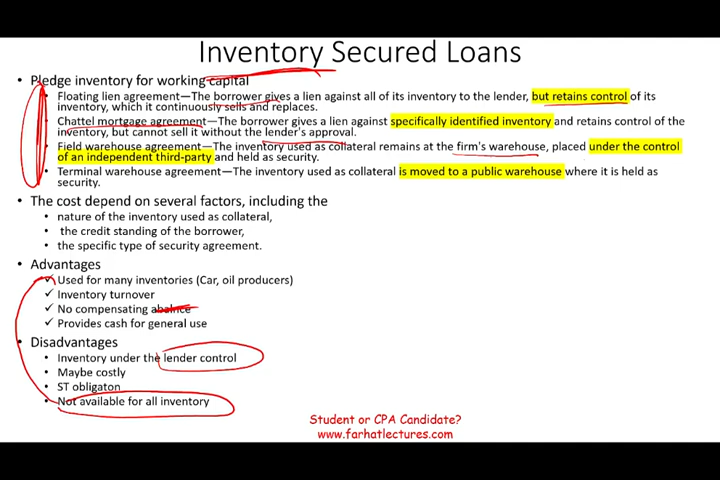 Inventory Secured Loans
• Pledge inventory for working capital
• Floating lien agreement—The borrower gives a lien against all of its inventory to the lender, but retains control of its
inventory, which it continuously sells and replaces.
• Chattel mortgage agreement—The borrower gives a lien against specifically identified inventory and retains control of the
inventory, but cannot sell it without the lender's approval.
• Field warehouse agreement—The inventory used as collateral remains at the firm's warehouse, placed under the control
of an independent third-party and held as security.
• Terminal warehouse agreement—The inventory used as collateral is moved to a public warehouse where it is held as
security.
• The cost depend on several factors, including the
• nature of the inventory used as collateral,
• the credit standing of the borrower,
• the specific type of security agreement.
• Advantages
✓ Used for many inventories (Car, oil producers)
✓ Inventory turnover
✓ No compensating
✓ Provides cash for general use
• Disadvantages
• Inventory under the lender control
• Maybe costly
• ST obligaton
• Not available for all inventory
Student or CPA Candidate?
www.farhatlectures.com